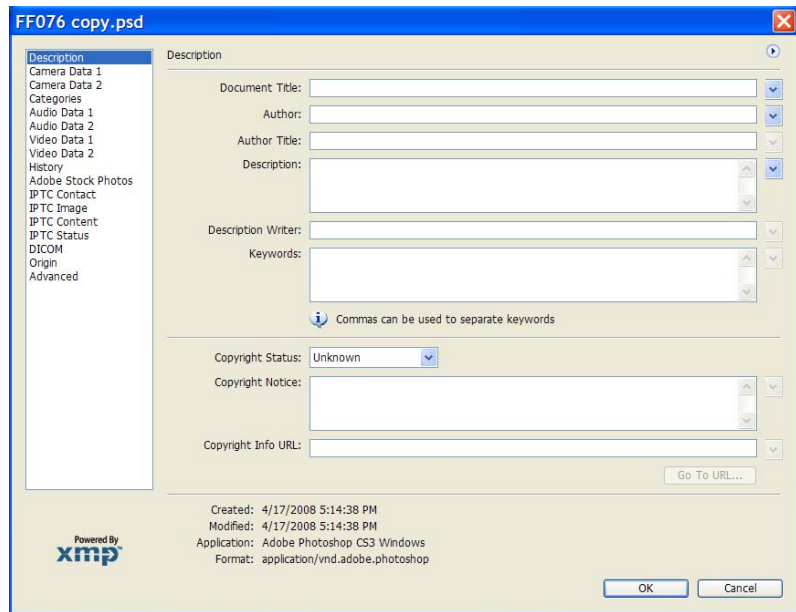 FF076 copy.psd
Description
Camera Data 1
Camera Data 2
Categories
Audio Data 1
Audio Data 2
Video Data 1
Video Data 2
History
Adobe Stock Photos
IPTC Contact
IPTC Image
IPTC Content
IPTC Status
DICOM
Origin
Advanced
Powered By
xmp™
Description
Document Title:
Author:
Author Title:
Description:
Description Writer:
Keywords:
Commas can be used to separate keywords
Copyright Status: Unknown
Copyright Notice:
Copyright Info URL:
Go To URL...
Created: 4/17/2008 5:14:38 PM
Modified: 4/17/2008 5:14:38 PM
Application: Adobe Photoshop CS3 Windows
Format: application/vnd.adobe.photoshop
OK Cancel